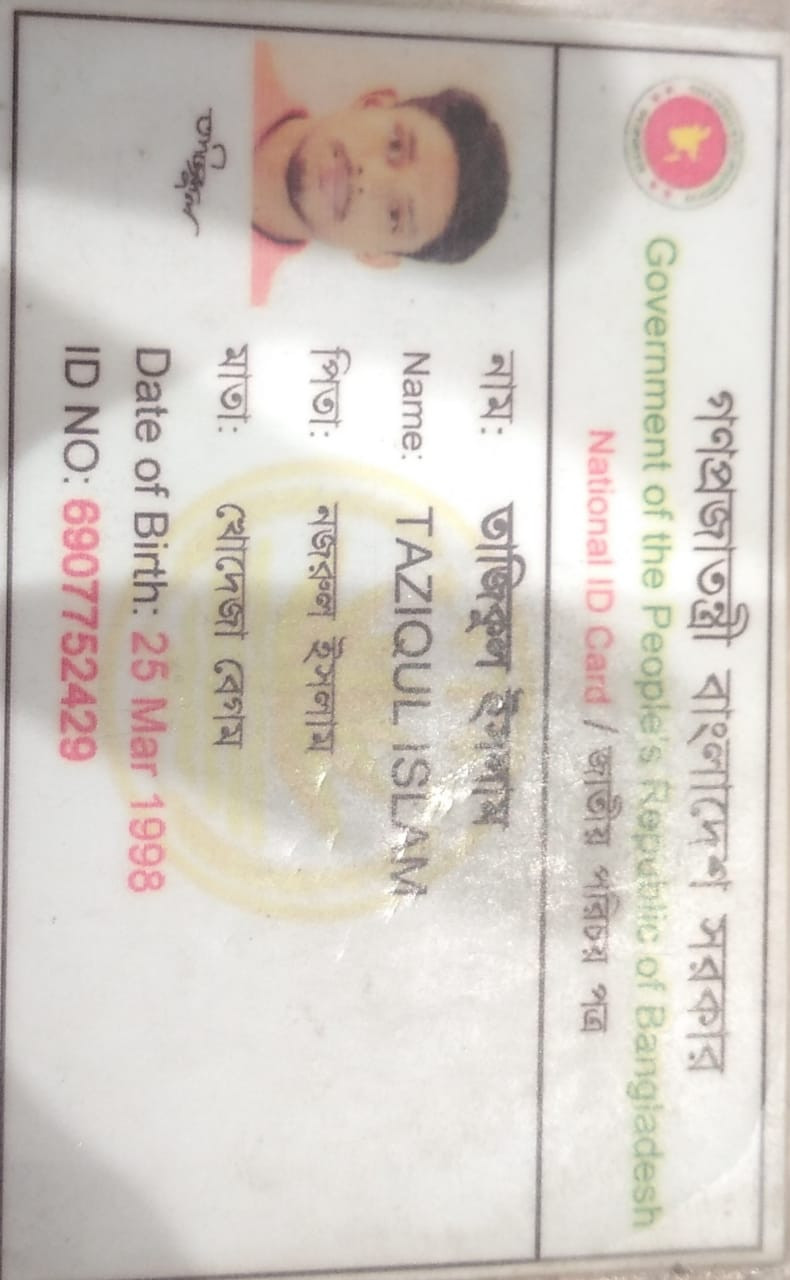 গণপ্রজাতন্ত্রী বাংলাদেশ সরকার
Government of the People's Republic of Bangladesh
National ID Card / জাতীয় পরিচয় পত্র
নাম: তাজিকুল ইসলাম
Name: TAZIQUL ISLAM
পিতা: নজরুল ইসলাম
মাতা: খোদেজা বেগম
Date of Birth: 25 Mar 1998
ID NO: 6907752429